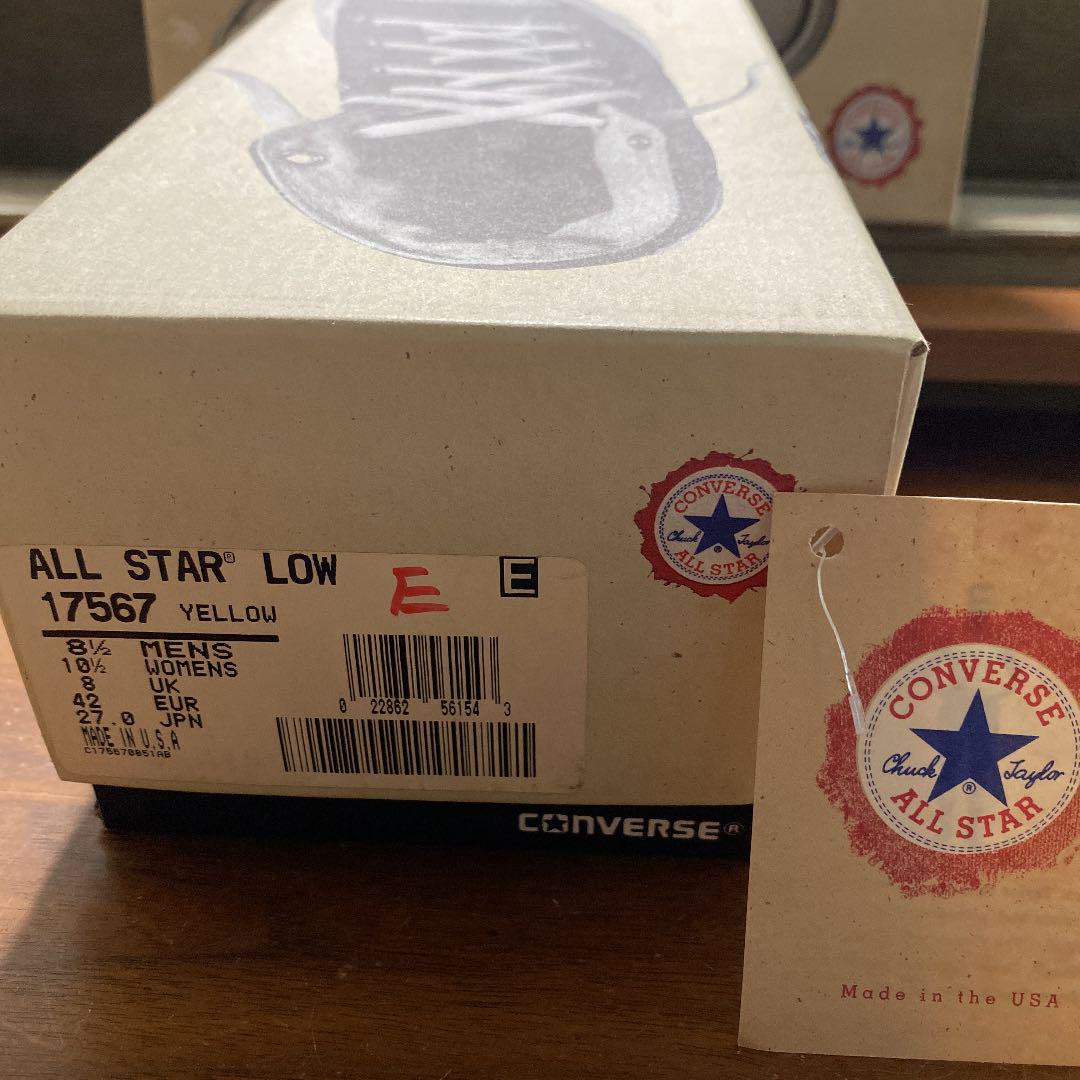 ALL STAR® LOW
E
E
17567 YELLOW
8½ MENS
10½ WOMENS
8 UK
42 EUR
27.0 JPN
MADE IN U.S.A
C175670851AB
0 22862 56154 3
CONVERSE
Chuck Taylor
®
ALL STAR
CONVERSE®
CONVERSE
Chuck Taylor
®
ALL STAR
Made in the USA